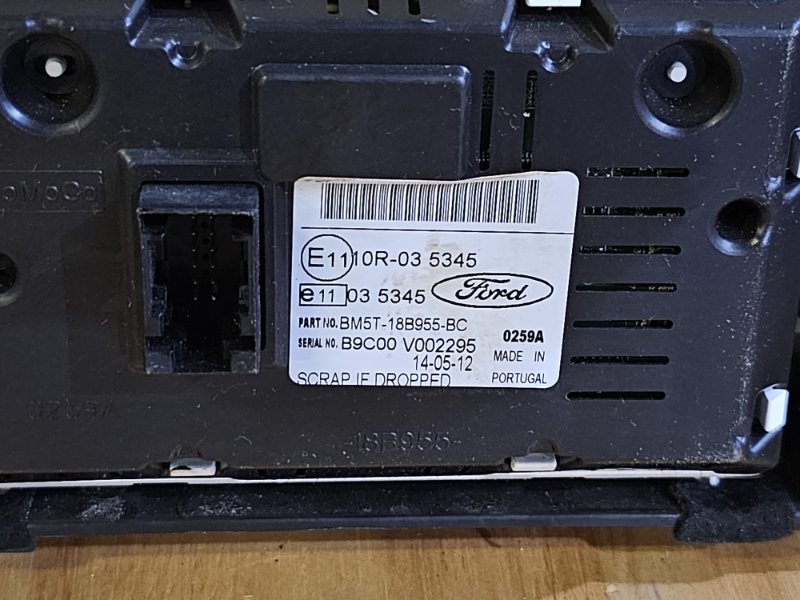 E11 10R-03 5345
e11 03 5345 Ford
PART NO. BM5T-18B955-BC 0259A
SERIAL NO. B9C00 V002295 MADE IN
14-05-12
SCRAP IF DROPPED PORTUGAL
0259A
18B955